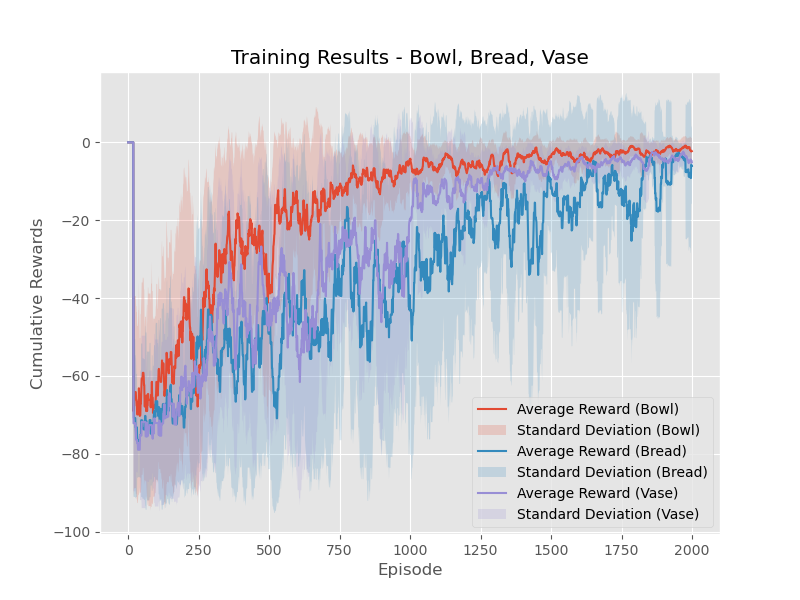 Training Results - Bowl, Bread, Vase
Cumulative Rewards
0
−20
−40
−60
−80
−100
Average Reward (Bowl)
Standard Deviation (Bowl)
Average Reward (Bread)
Standard Deviation (Bread)
Average Reward (Vase)
Standard Deviation (Vase)
0 250 500 750 1000 1250 1500 1750 2000
Episode